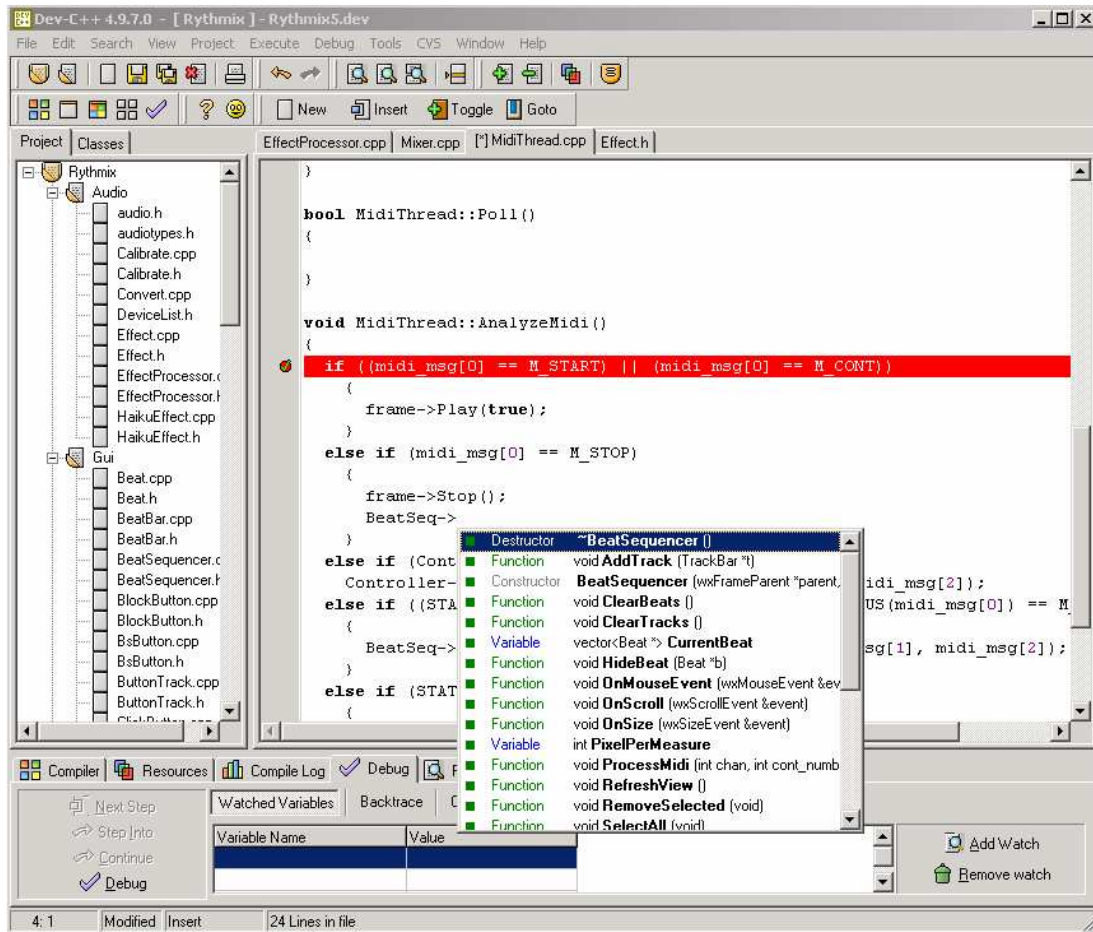 Dev-C++ 4.9.7.0 - [ Rythmix ] - Rythmix5.dev
File Edit Search View Project Execute Debug Tools CVS Window Help
New Insert Toggle Goto
Project Classes
EffectProcessor.cpp Mixer.cpp [*] MidiThread.cpp Effect.h
Rythmix
Audio
audio.h
audiotypes.h
Calibrate.cpp
Calibrate.h
Convert.cpp
DeviceList.h
Effect.cpp
Effect.h
EffectProcessor.c
EffectProcessor.h
HaikuEffect.cpp
HaikuEffect.h
Gui
Beat.cpp
Beat.h
BeatBar.cpp
BeatBar.h
BeatSequencer.c
BeatSequencer.h
BlockButton.cpp
BlockButton.h
BsButton.cpp
BsButton.h
ButtonTrack.cpp
ButtonTrack.h
}
bool MidiThread::Poll()
{
}
void MidiThread::AnalyzeMidi()
{
if ((midi_msg[0] == M_START) || (midi_msg[0] == M_CONT))
{
frame->Play(true);
}
else if (midi_msg[0] == M_STOP)
{
frame->Stop();
BeatSeq->
}
else if (Cont
Controller- idi_msg[2]);
else if ((STA US(midi_msg[0]) == M_
{
BeatSeq-> sg[1], midi_msg[2]);
}
else if (STAT
{
Destructor ~BeatSequencer ()
Function void AddTrack (TrackBar *t)
Constructor BeatSequencer (wxFrameParent *parent,
Function void ClearBeats ()
Function void ClearTracks ()
Variable vector<Beat *> CurrentBeat
Function void HideBeat (Beat *b)
Function void OnMouseEvent (wxMouseEvent &ev
Function void OnScroll (wxScrollEvent &event)
Function void OnSize (wxSizeEvent &event)
Variable int PixelPerMeasure
Function void ProcessMidi (int chan, int cont_numb
Function void RefreshView ()
Function void RemoveSelected (void)
Function void SelectAll (void)
Compiler Resources Compile Log Debug F
Next Step
Step Into
Continue
Debug
Watched Variables Backtrace
Variable Name Value
Add Watch
Remove watch
4: 1 Modified Insert 24 Lines in file